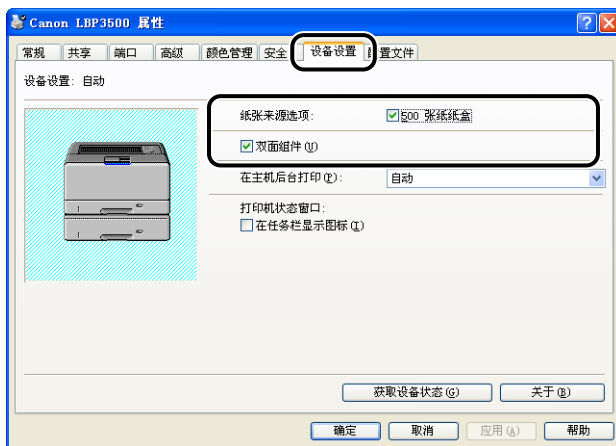 Canon LBP3500 属性
常规 共享 端口 高级 颜色管理 安全 设备设置 配置文件
设备设置: 自动
纸张来源选项: 500 张纸纸盒
双面组件(U)
在主机后台打印(P): 自动
打印机状态窗口:
在任务栏显示图标(I)
获取设备状态(G) 关于(B)
确定 取消 应用(A) 帮助